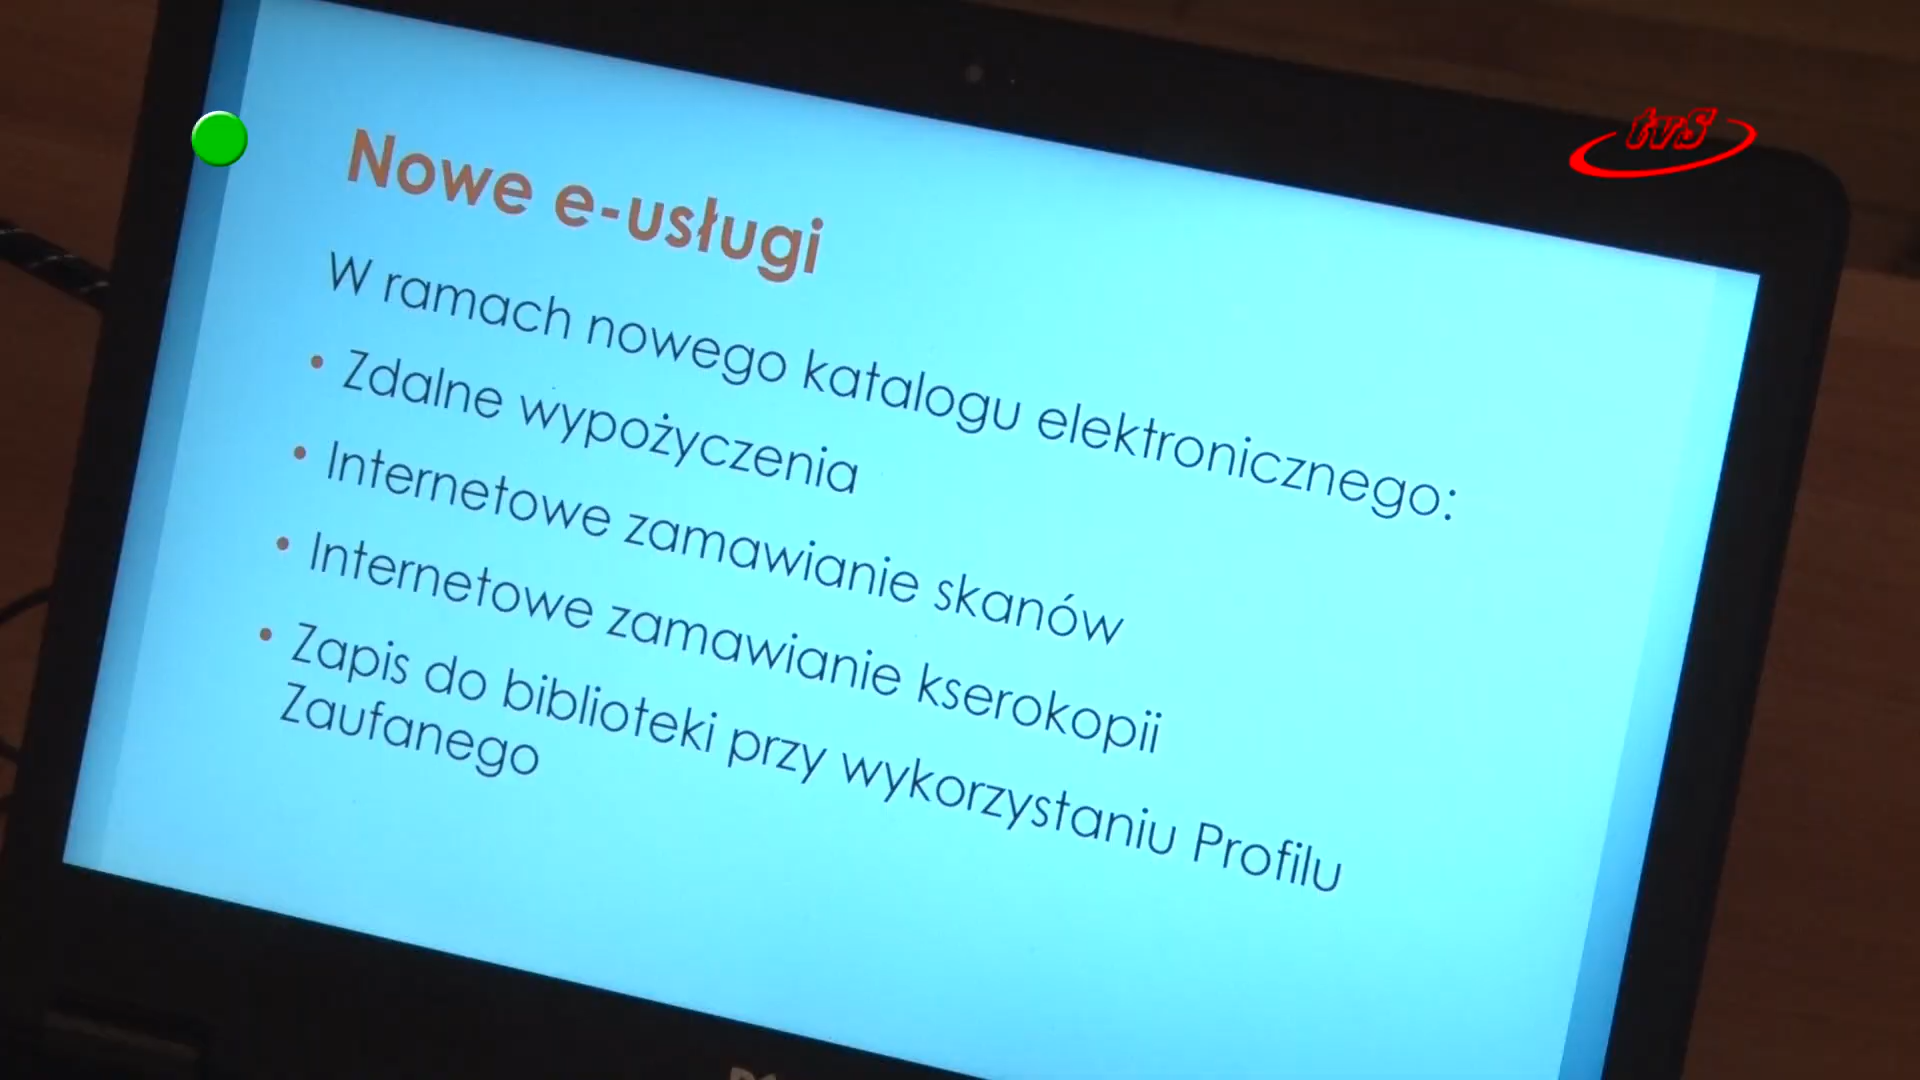 tvS
Nowe e-usługi
W ramach nowego katalogu elektronicznego:
• Zdalne wypożyczenia
• Internetowe zamawianie skanów
• Internetowe zamawianie kserokopii
• Zapis do biblioteki przy wykorzystaniu Profilu
Zaufanego